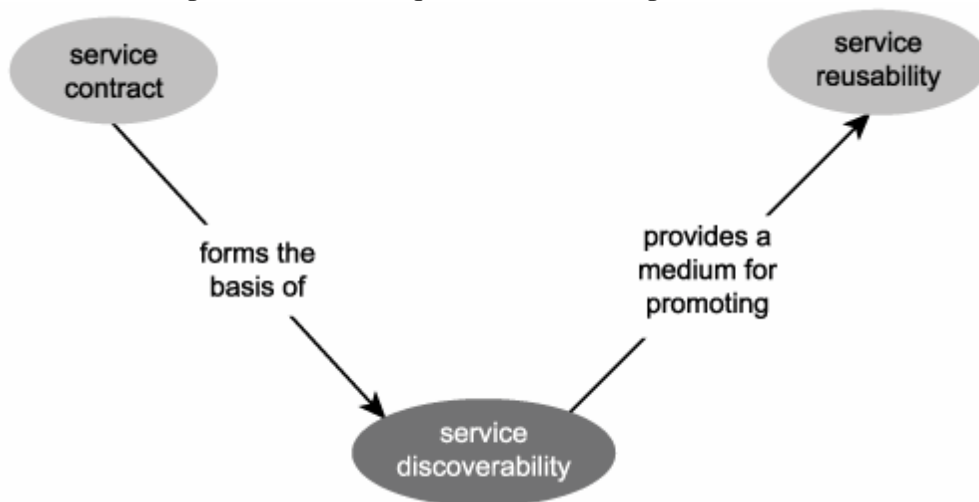 service
contract
service
reusability
forms the
basis of
provides a
medium for
promoting
service
discoverability